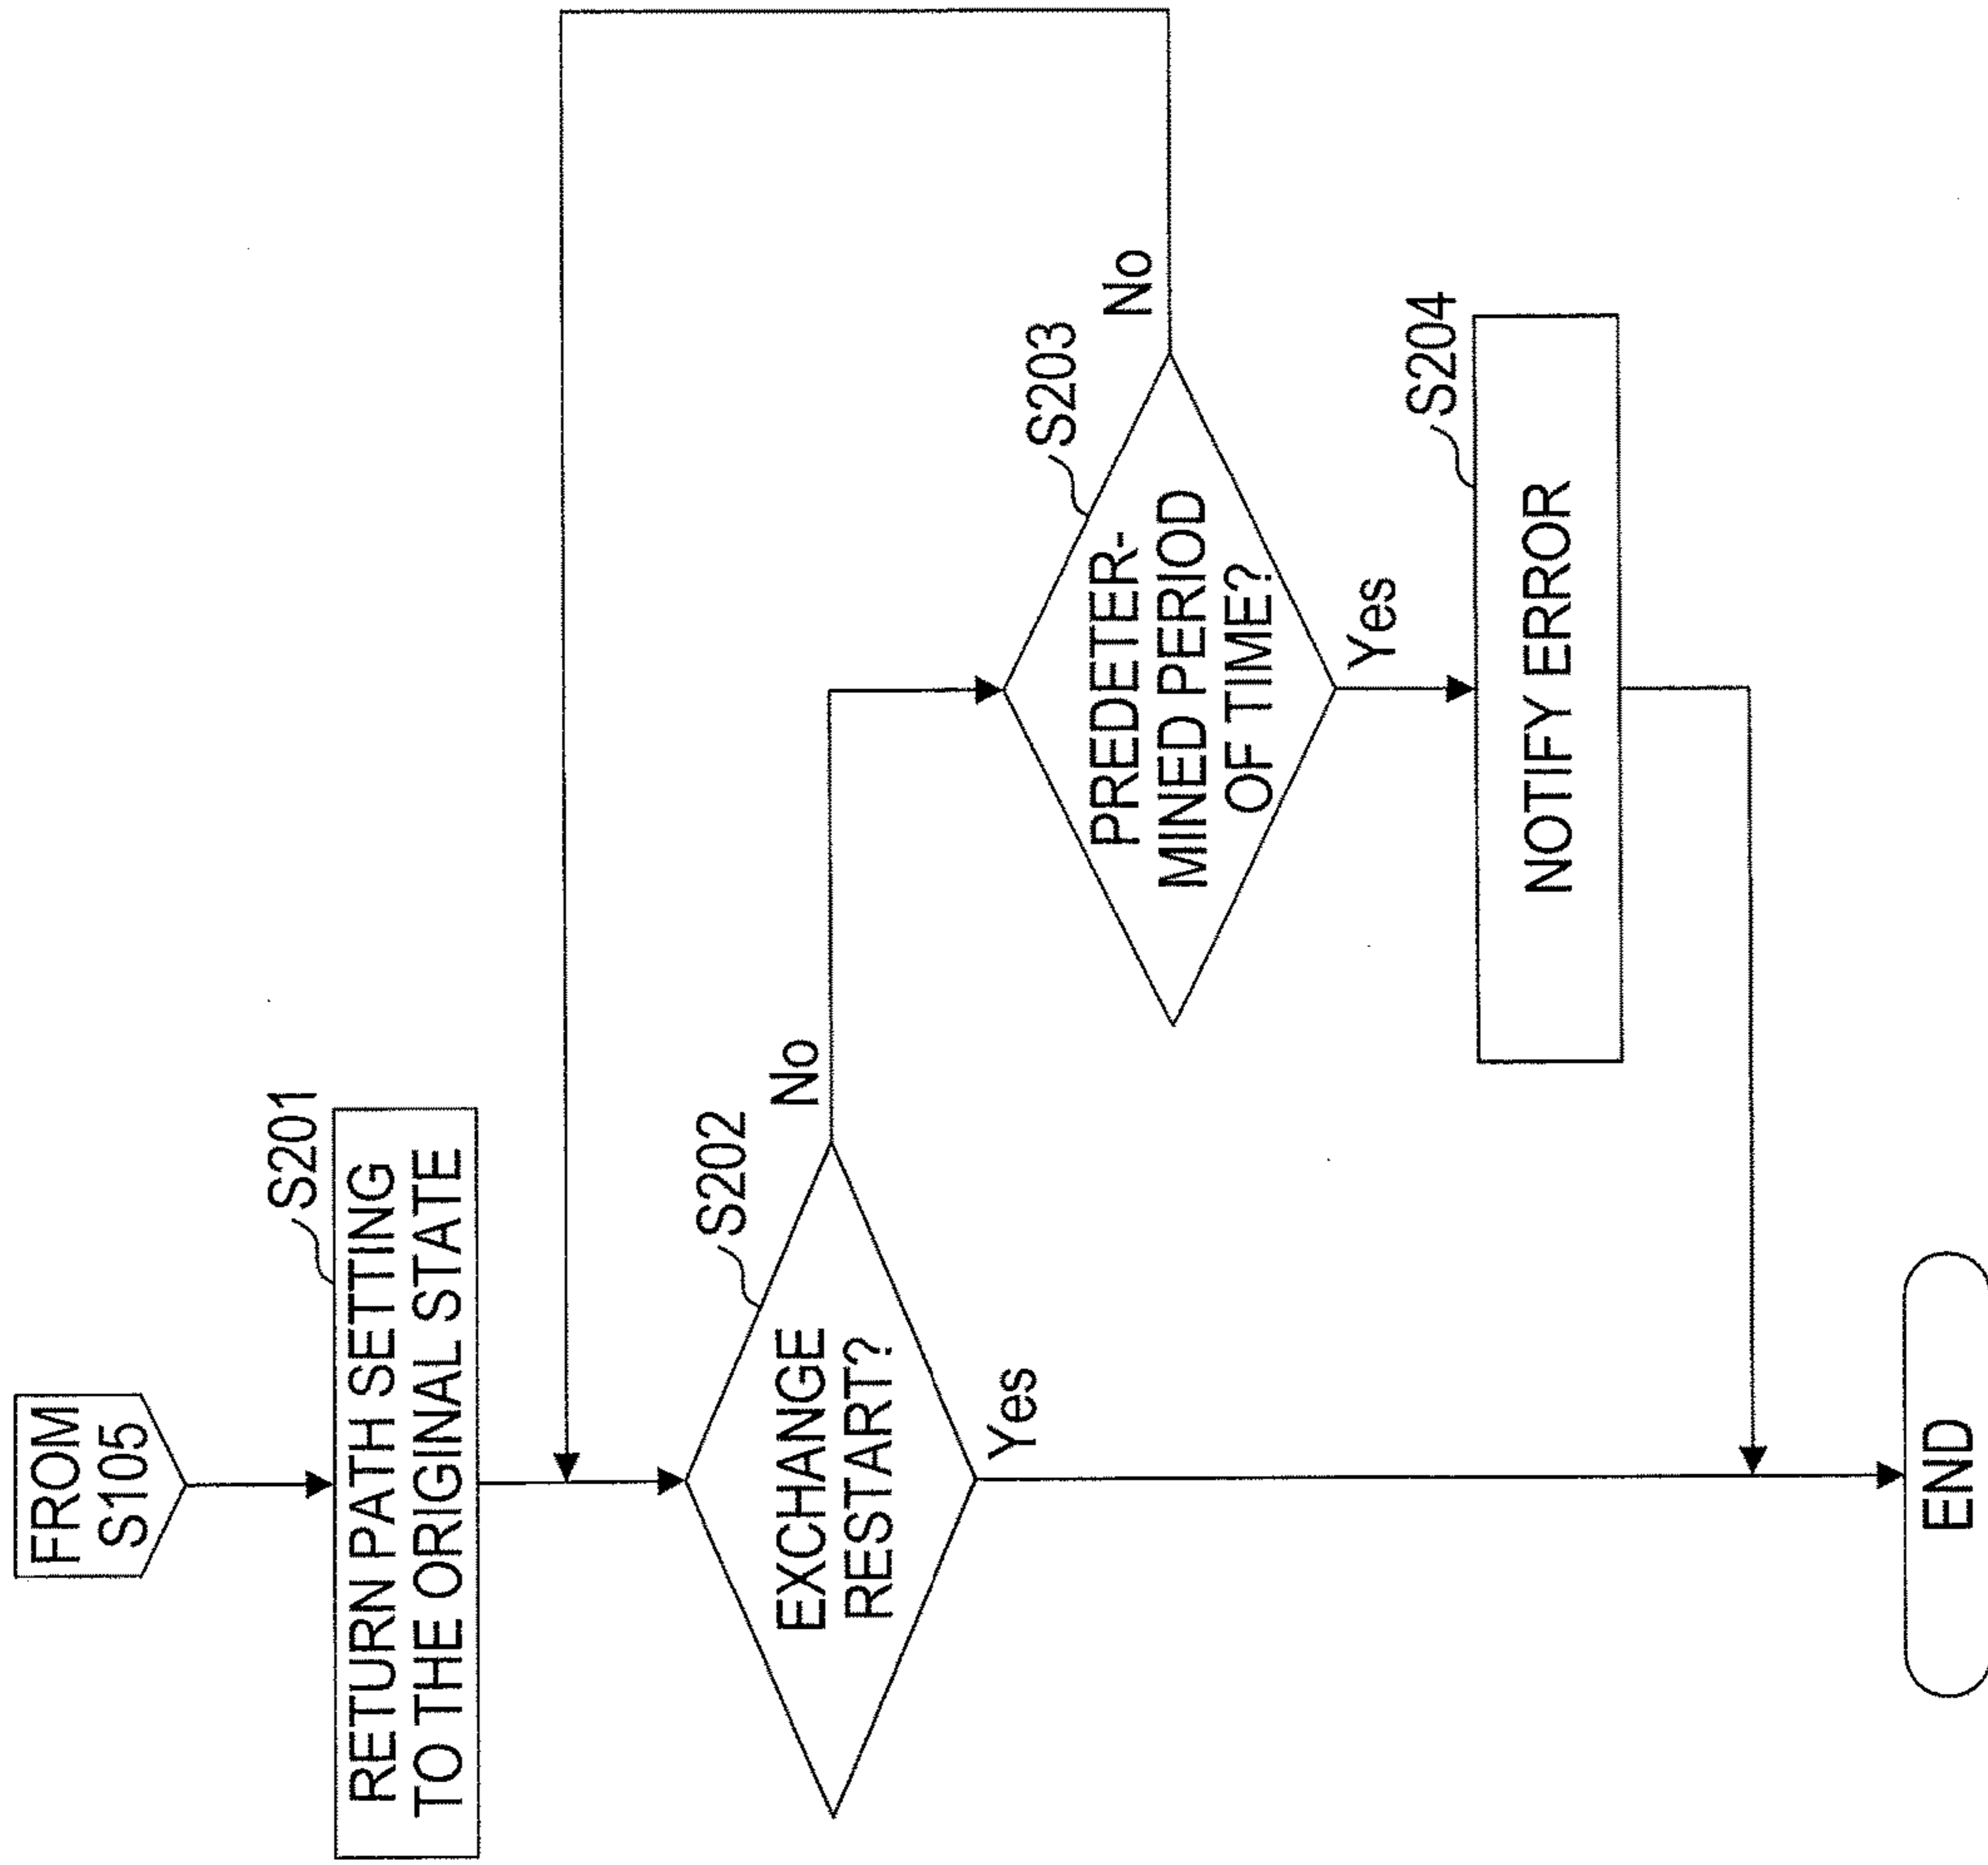 FROM
S105
S201
RETURN PATH SETTING
TO THE ORIGINAL STATE
S202
EXCHANGE
RESTART?
No
Yes
S203
PREDETER-
MINED PERIOD
OF TIME?
No
Yes
S204
NOTIFY ERROR
END